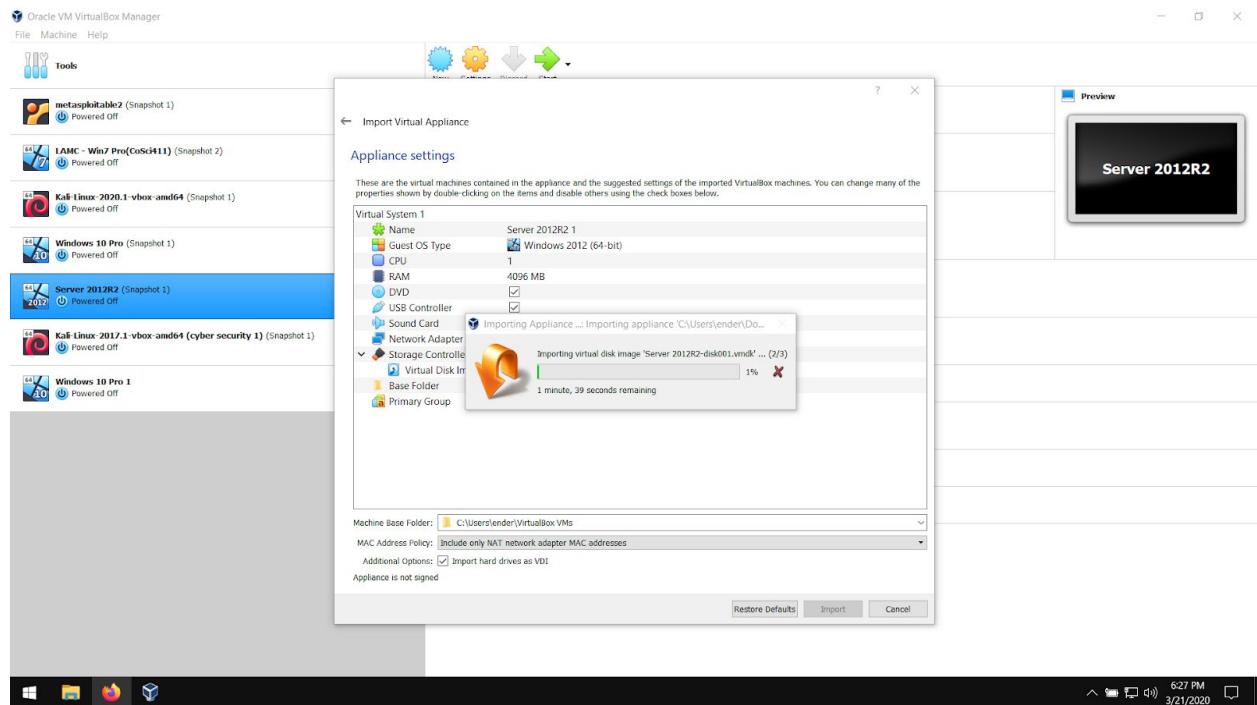 Oracle VM VirtualBox Manager
File Machine Help
Tools
metasploitable2 (Snapshot 1)
Powered Off
LAMC - Win7 Pro(CoSci411) (Snapshot 2)
Powered Off
Kali-Linux-2020.1-vbox-amd64 (Snapshot 1)
Powered Off
Windows 10 Pro (Snapshot 1)
Powered Off
Server 2012R2 (Snapshot 1)
Powered Off
Kali-Linux-2017.1-vbox-amd64 (cyber security 1) (Snapshot 1)
Powered Off
Windows 10 Pro 1
Powered Off
Preview
Server 2012R2
Import Virtual Appliance
Appliance settings
These are the virtual machines contained in the appliance and the suggested settings of the imported VirtualBox machines. You can change many of the
properties shown by double-clicking on the items and disable others using the check boxes below.
Virtual System 1
Name Server 2012R2 1
Guest OS Type Windows 2012 (64-bit)
CPU 1
RAM 4096 MB
DVD
USB Controller
Sound Card
Network Adapter
Storage Controlle
Virtual Disk Im
Base Folder
Primary Group
Importing Appliance ...: Importing appliance 'C:\Users\ender\Do...
Importing virtual disk image 'Server 2012R2-disk001.vmdk' ... (2/3)
1%
1 minute, 39 seconds remaining
Machine Base Folder: C:\Users\ender\VirtualBox VMs
MAC Address Policy: Include only NAT network adapter MAC addresses
Additional Options: Import hard drives as VDI
Appliance is not signed
Restore Defaults Import Cancel
6:27 PM
3/21/2020